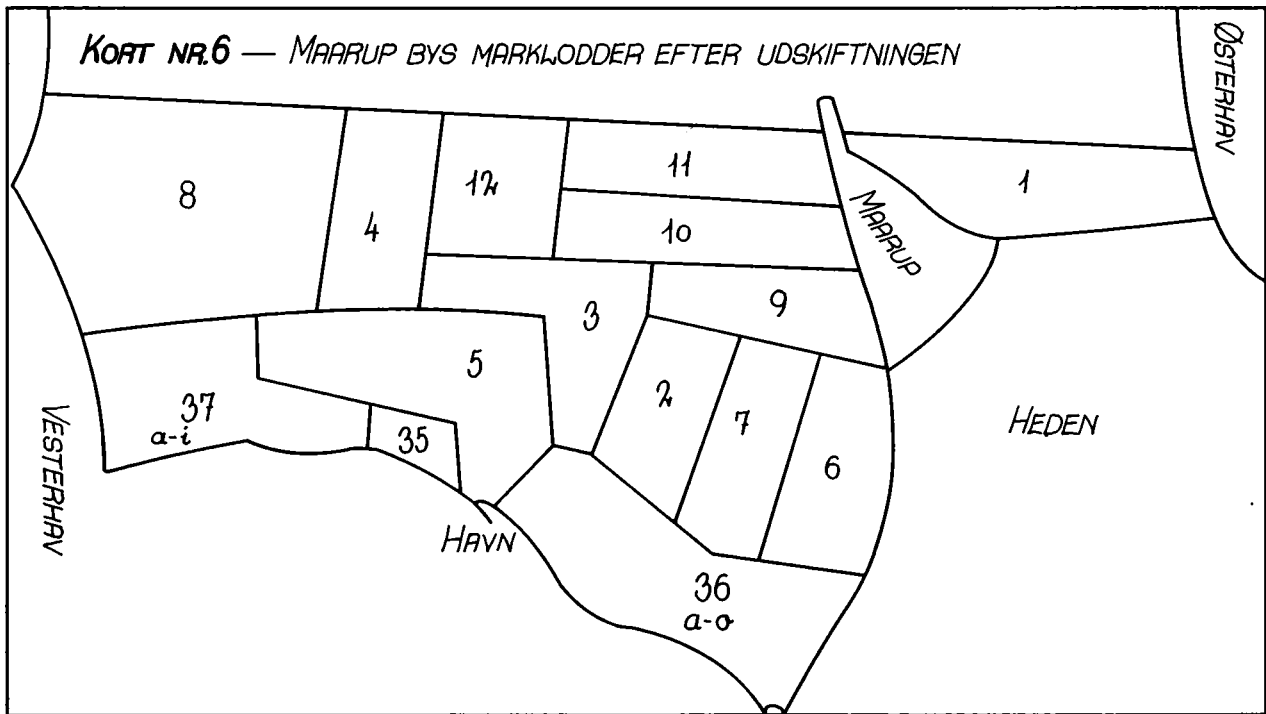 KORT NR. 6 — MAARUP BYS MARKLODDER EFTER UDSKIFTNINGEN
ØSTERHAV
8
4
12
11
10
1
MAARUP
3
9
5
2
7
6
37
a-i
35
HEDEN
VESTERHAV
HAVN
36
a-o